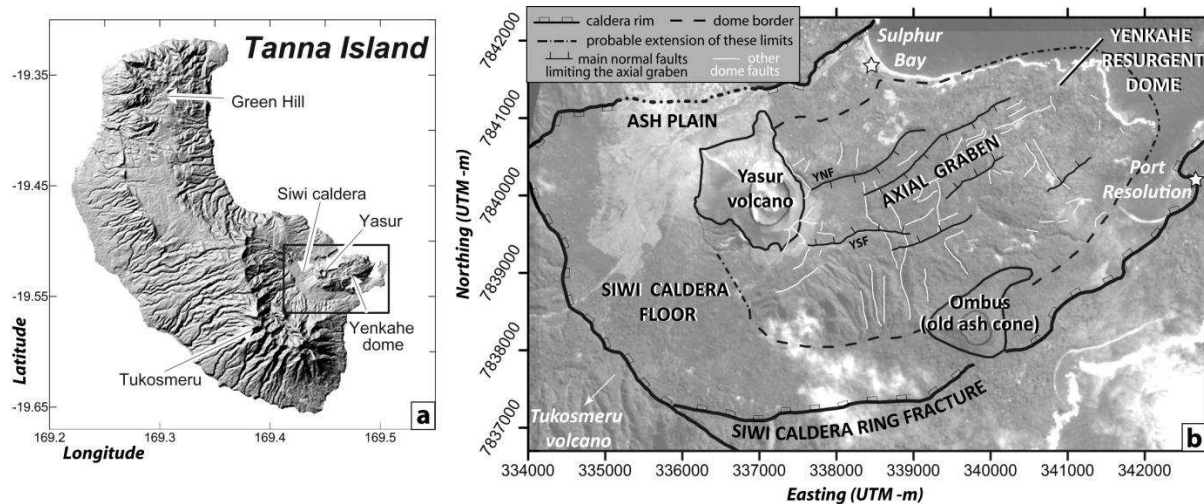 Tanna Island
-19.35
-19.45
-19.55
-19.65
Latitude
169.2
169.3
169.4
169.5
Longitude
Green Hill
Siwi caldera
Yasur
Yenkahe
dome
Tukosmeru
a
caldera rim
dome border
probable extension of these limits
main normal faults
limiting the axial graben
other
dome faults
Sulphur
Bay
YENKAHE
RESURGENT
DOME
ASH PLAIN
Yasur
volcano
YNF
AXIAL GRABEN
Port
Resolution
YSF
SIWI CALDERA
FLOOR
Ombus
(old ash cone)
Tukosmeru
volcano
SIWI CALDERA RING FRACTURE
b
7842000
7841000
7840000
7839000
7838000
7837000
Northing (UTM -m)
334000
335000
336000
337000
338000
339000
340000
341000
342000
Easting (UTM -m)